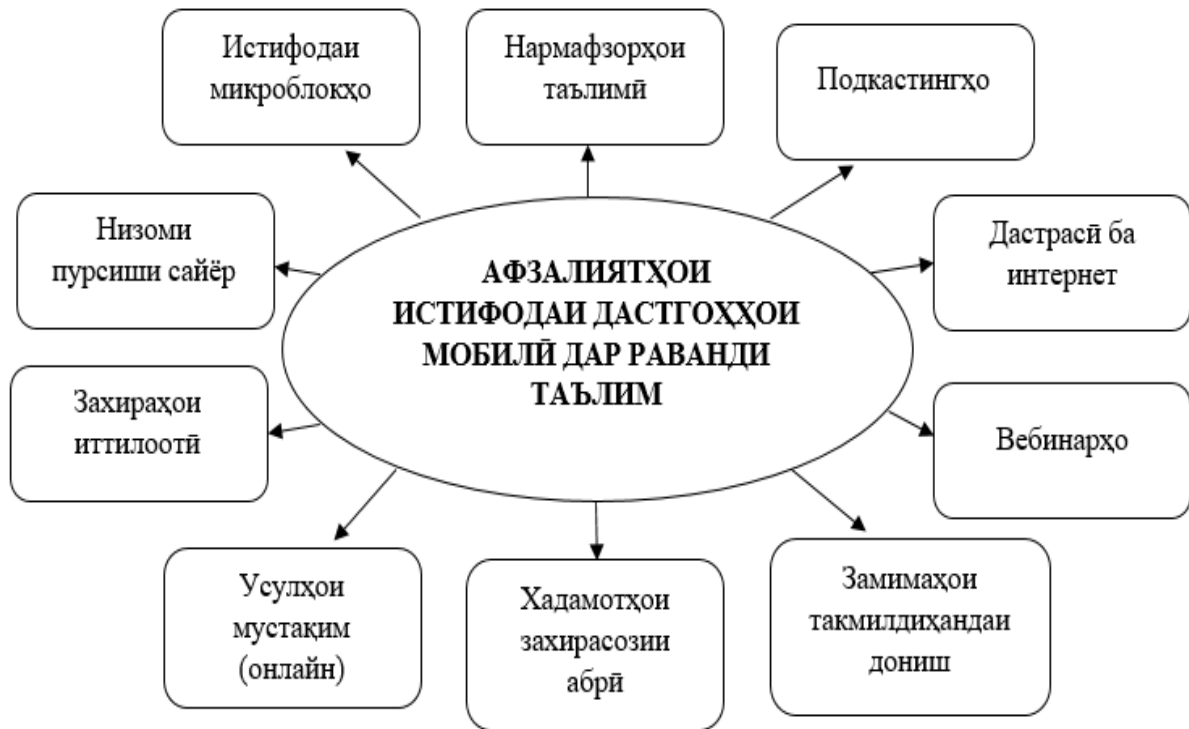 Истифодаи
микроблокҳо
Нармафзорҳои
таълимӣ
Подкастингҳо
Низоми
пурсиши сайёр
АФЗАЛИЯТҲОИ
ИСТИФОДАИ ДАСТГОҲҲОИ
МОБИЛӢ ДАР РАВАНДИ
ТАЪЛИМ
Дастрасӣ ба
интернет
Захираҳои
иттилоотӣ
Вебинарҳо
Усулҳои
мустақим
(онлайн)
Хадамотҳои
захирасозии
абрӣ
Замимаҳои
такмилдиҳандаи
дониш